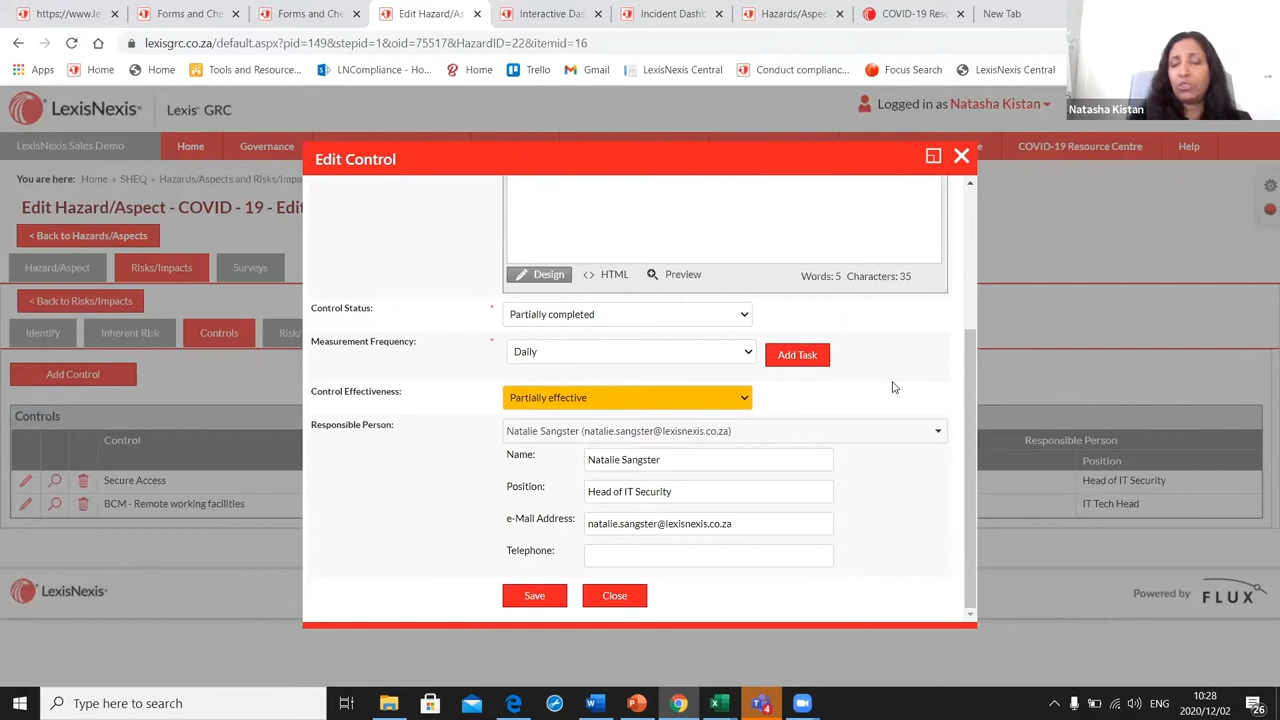 https://www.le
Forms and Che
Forms and Che
Edit Hazard/As
Interactive Das
Incident Dashb
Hazards/Aspec
COVID-19 Reso
New Tab
lexisgrc.co.za/default.aspx?pid=149&stepid=1&oid=75517&HazardID=22&itemid=16
Apps
Home
Home
Tools and Resource...
LNCompliance - Ho...
Home
Trello
Gmail
LexisNexis Central
Conduct complianc...
Focus Search
LexisNexis Central
Natasha Kistan
LexisNexis® Lexis® GRC
Logged in as Natasha Kistan
LexisNexis Sales Demo
Home
Governance
COVID-19 Resource Centre
Help
Edit Control
You are here: Home » SHEQ » Hazards/Aspects and Risks/Imp
Edit Hazard/Aspect - COVID - 19 - Edit
< Back to Hazards/Aspects
Hazard/Aspect
Risks/Impacts
Surveys
< Back to Risks/Impacts
Identify
Inherent Risk
Controls
Risk/
Add Control
Controls
Control
Secure Access
BCM - Remote working facilities
Design
HTML
Preview
Words: 5 Characters: 35
Control Status: *
Partially completed
Measurement Frequency: *
Daily
Add Task
Control Effectiveness:
Partially effective
Responsible Person:
Natalie Sangster (natalie.sangster@lexisnexis.co.za)
Name:
Natalie Sangster
Position:
Head of IT Security
e-Mail Address:
natalie.sangster@lexisnexis.co.za
Telephone:
Save
Close
Responsible Person
Position
Head of IT Security
IT Tech Head
LexisNexis®
Powered by FLUX
Type here to search
ENG
10:28
2020/12/02
26
4